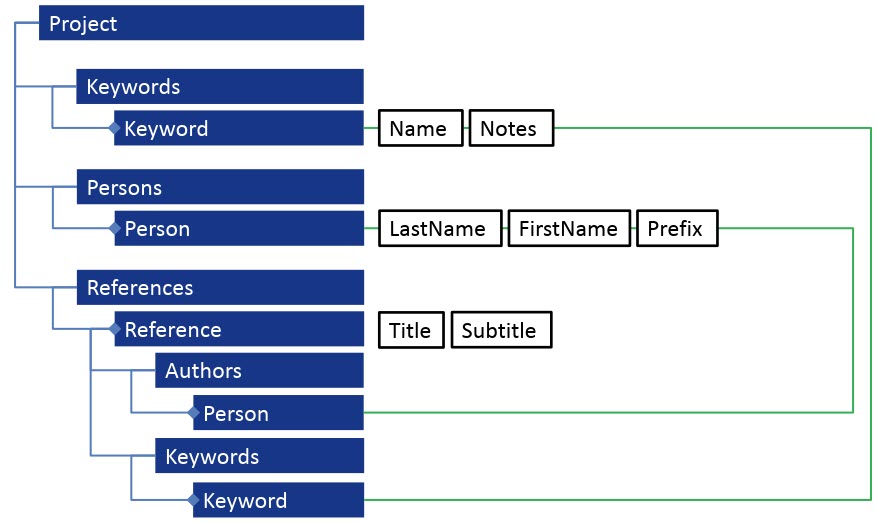 Project
Keywords
Keyword Name Notes
Persons
Person LastName FirstName Prefix
References
Reference Title Subtitle
Authors
Person
Keywords
Keyword